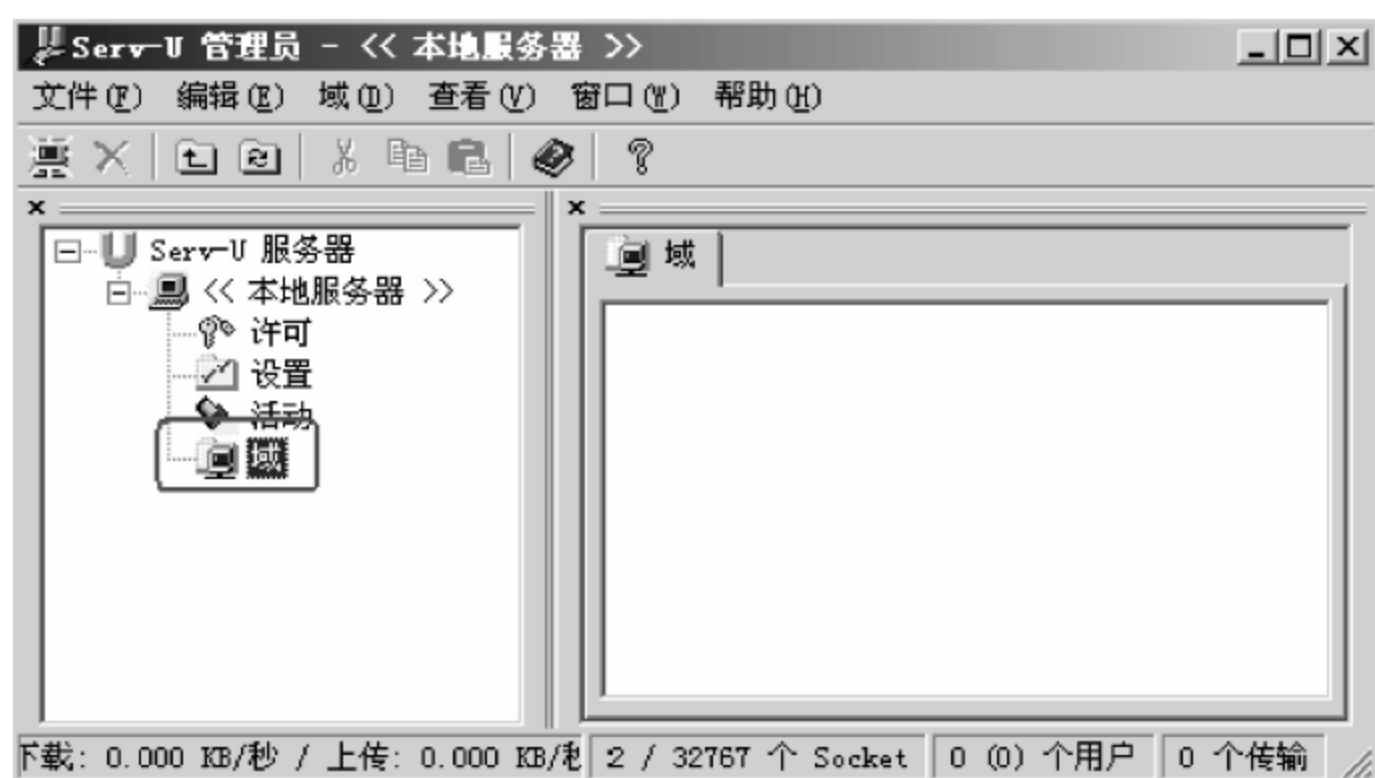 Serv-U 管理员 - << 本地服务器 >>
文件(F) 编辑(E) 域(D) 查看(V) 窗口(W) 帮助(H)
Serv-U 服务器
<< 本地服务器 >>
许可
设置
活动
域
域
下载: 0.000 KB/秒 / 上传: 0.000 KB/秒 2 / 32767 个 Socket 0 (0) 个用户 0 个传输